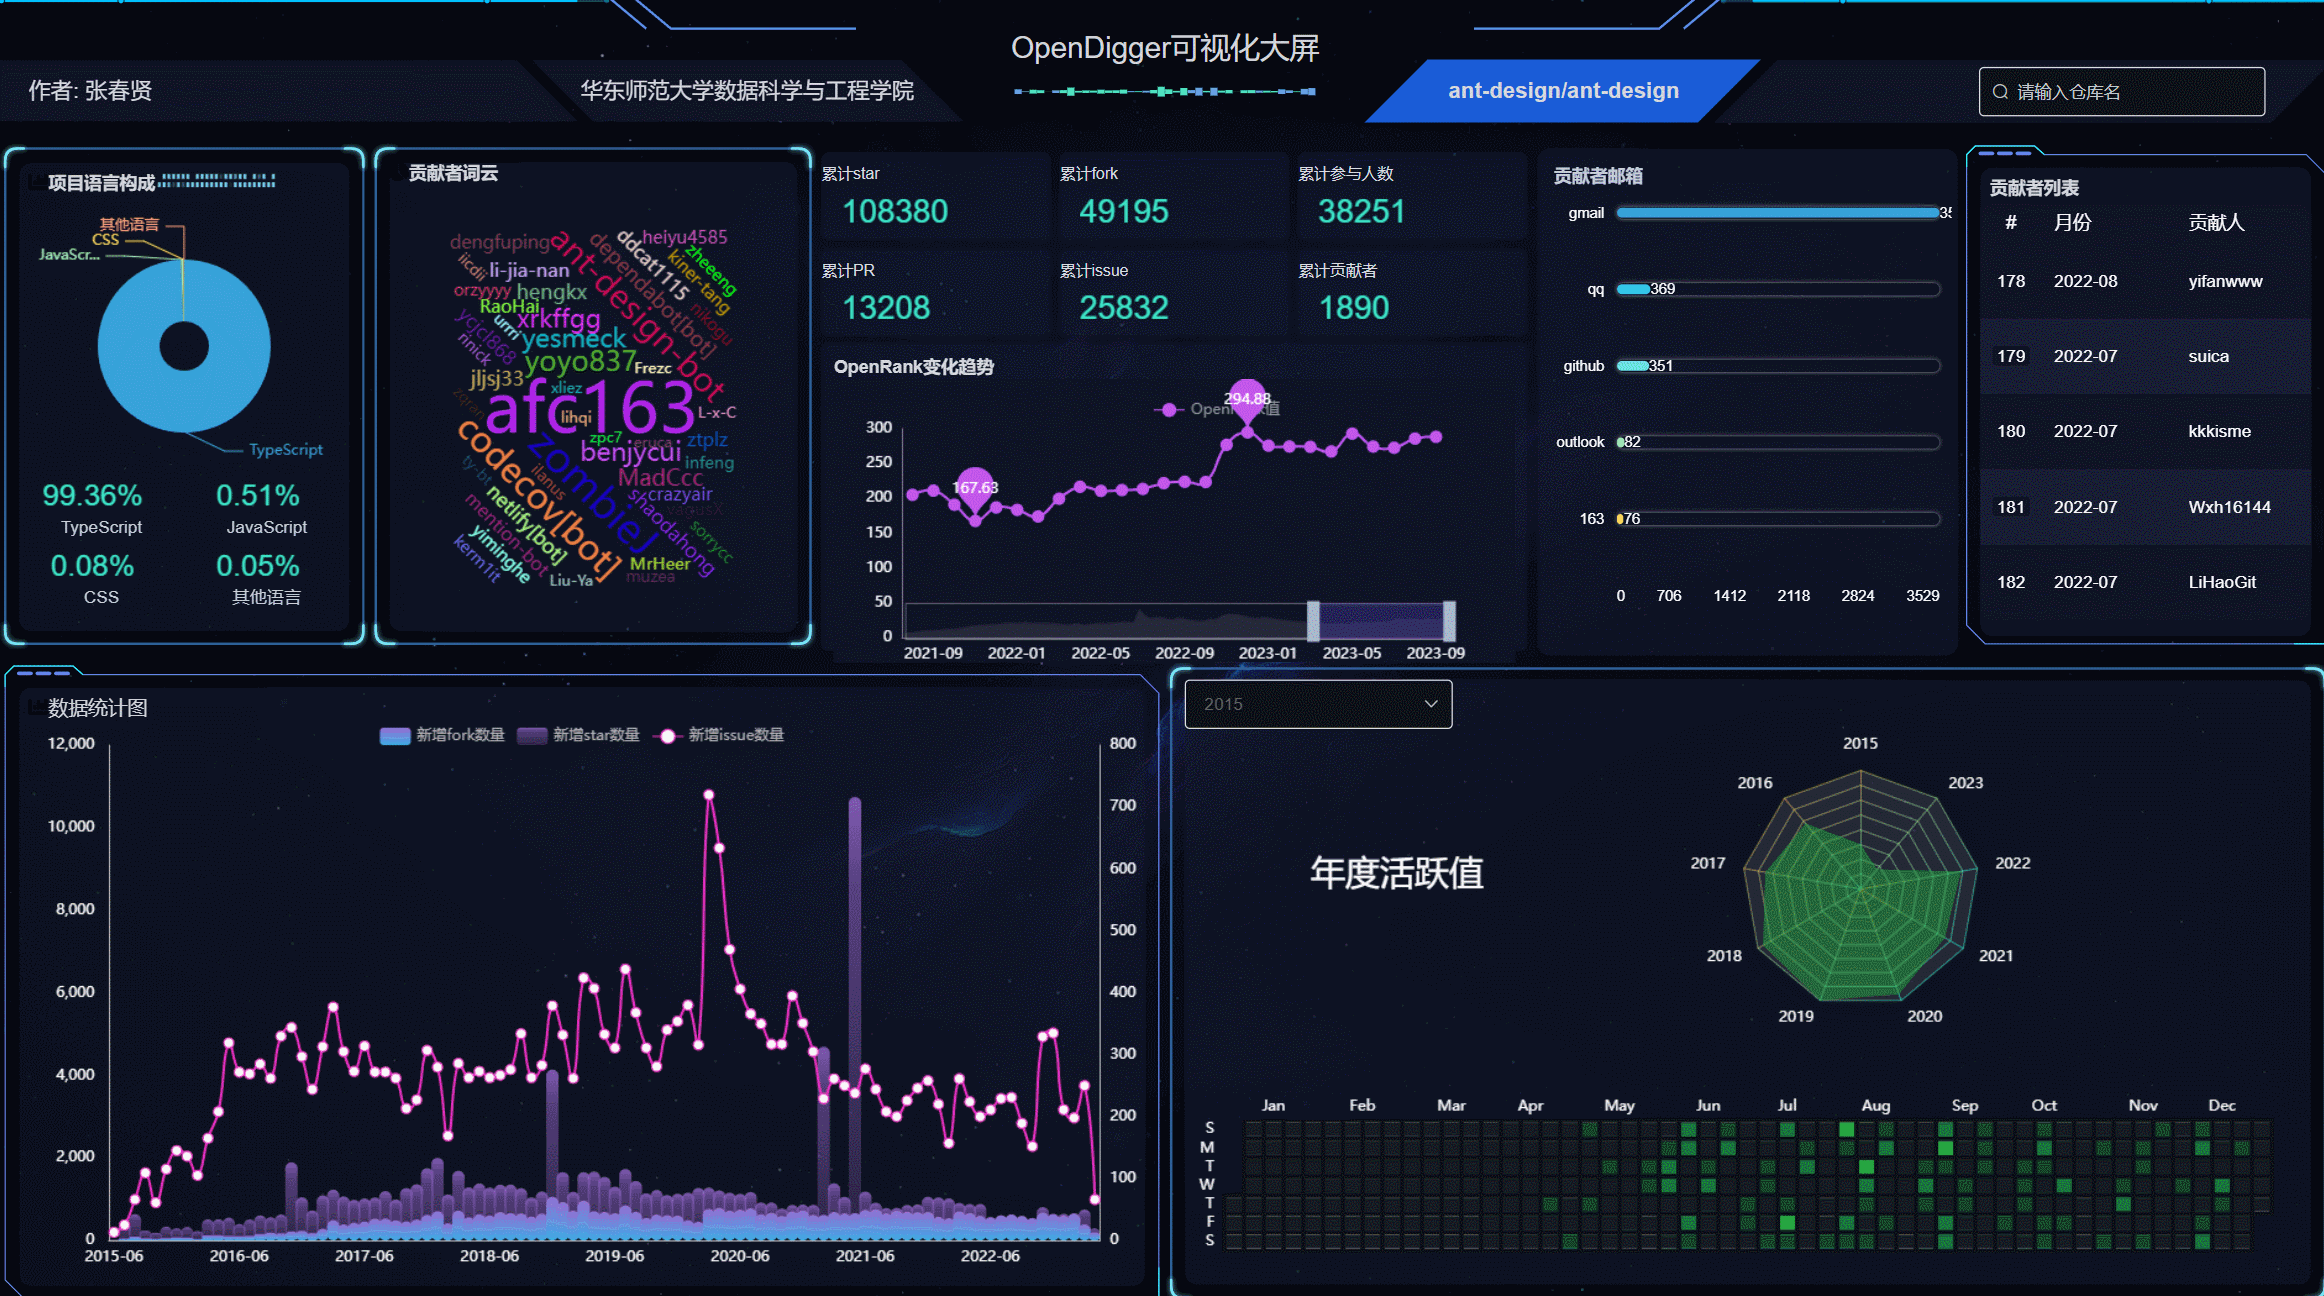 OpenDigger可视化大屏
作者: 张春贤
华东师范大学数据科学与工程学院
ant-design/ant-design
请输入仓库名
项目语言构成
其他语言
CSS
JavaScr...
TypeScript
99.36%
0.51%
TypeScript
JavaScript
0.08%
0.05%
CSS
其他语言
贡献者词云
dengfuping
ant-design-bot
dependabot[bot]
ddcat1115
heiyu4585
zheeeng
kiner-tang
iicdii
li-jia-nan
orzyyyy
hengkx
RaoHai
nikogu
ycjcl868
urrri
xrkffgg
rinick
yesmeck
yoyo837
Frezc
jljsj33
xliez
zqran
afc163
lihqi
L-x-C
codecov[bot]
zombieJ
zpc7
eruca
ztplz
benjycui
infeng
ty-bt
ilanus
MadCcc
shaodahong
crazyair
yaqusX
mention-bot
netlify[bot]
sorrycc
yiminghe
kerm1it
MrHeer
muzea
Liu-Ya
累计star
累计fork
累计参与人数
108380
49195
38251
累计PR
累计issue
累计贡献者
13208
25832
1890
OpenRank变化趋势
294.88
167.63
300
250
200
150
100
50
0
2021-09
2022-01
2022-05
2022-09
2023-01
2023-05
2023-09
贡献者邮箱
gmail
qq
369
github
351
outlook
82
163
76
0
706
1412
2118
2824
3529
贡献者列表
# 月份 贡献人
178 2022-08 yifanwww
179 2022-07 suica
180 2022-07 kkkisme
181 2022-07 Wxh16144
182 2022-07 LiHaoGit
数据统计图
新增fork数量
新增star数量
新增issue数量
12,000
10,000
8,000
6,000
4,000
2,000
0
800
700
600
500
400
300
200
100
0
2015-06
2016-06
2017-06
2018-06
2019-06
2020-06
2021-06
2022-06
2015
年度活跃值
2015
2016
2023
2017
2022
2018
2021
2019
2020
Jan
Feb
Mar
Apr
May
Jun
Jul
Aug
Sep
Oct
Nov
Dec
S
M
T
W
T
F
S